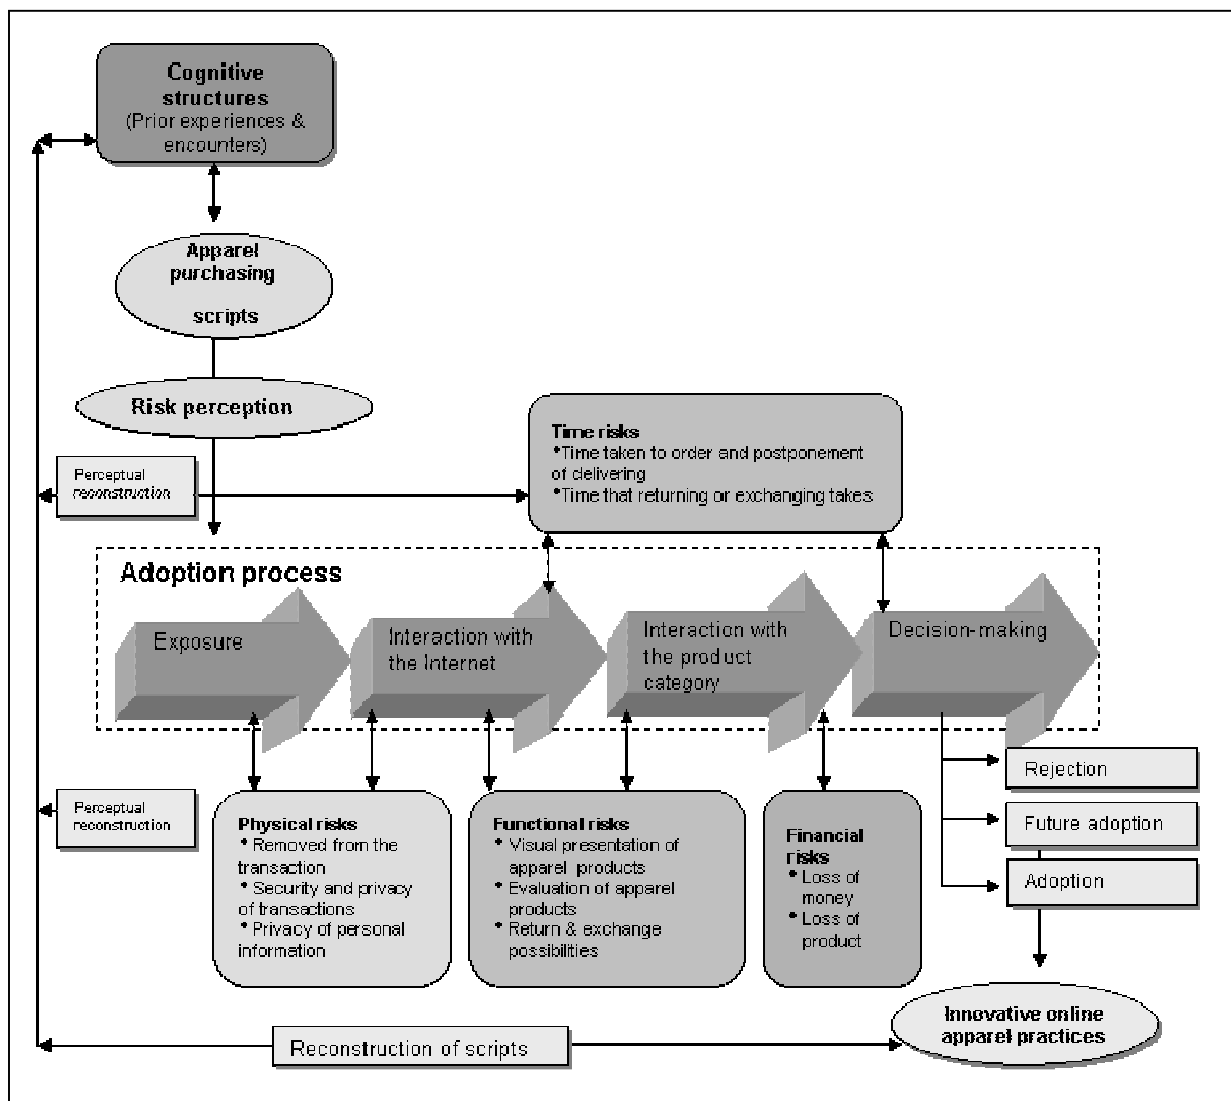 Cognitive
structures
(Prior experiences &
encounters)
Apparel
purchasing
scripts
Risk perception
Perceptual
reconstruction
Time risks
•Time taken to order and postponement
of delivering
•Time that returning or exchanging takes
Adoption process
Exposure
Interaction with
the Internet
Interaction with
the product
category
Decision-making
Perceptual
reconstruction
Physical risks
• Removed from the
transaction
• Security and privacy
of transactions
• Privacy of personal
information
Functional risks
• Visual presentation of
apparel products
• Evaluation of apparel
products
• Return & exchange
possibilities
Financial
risks
• Loss of
money
• Loss of
product
Rejection
Future adoption
Adoption
Innovative online
apparel practices
Reconstruction of scripts